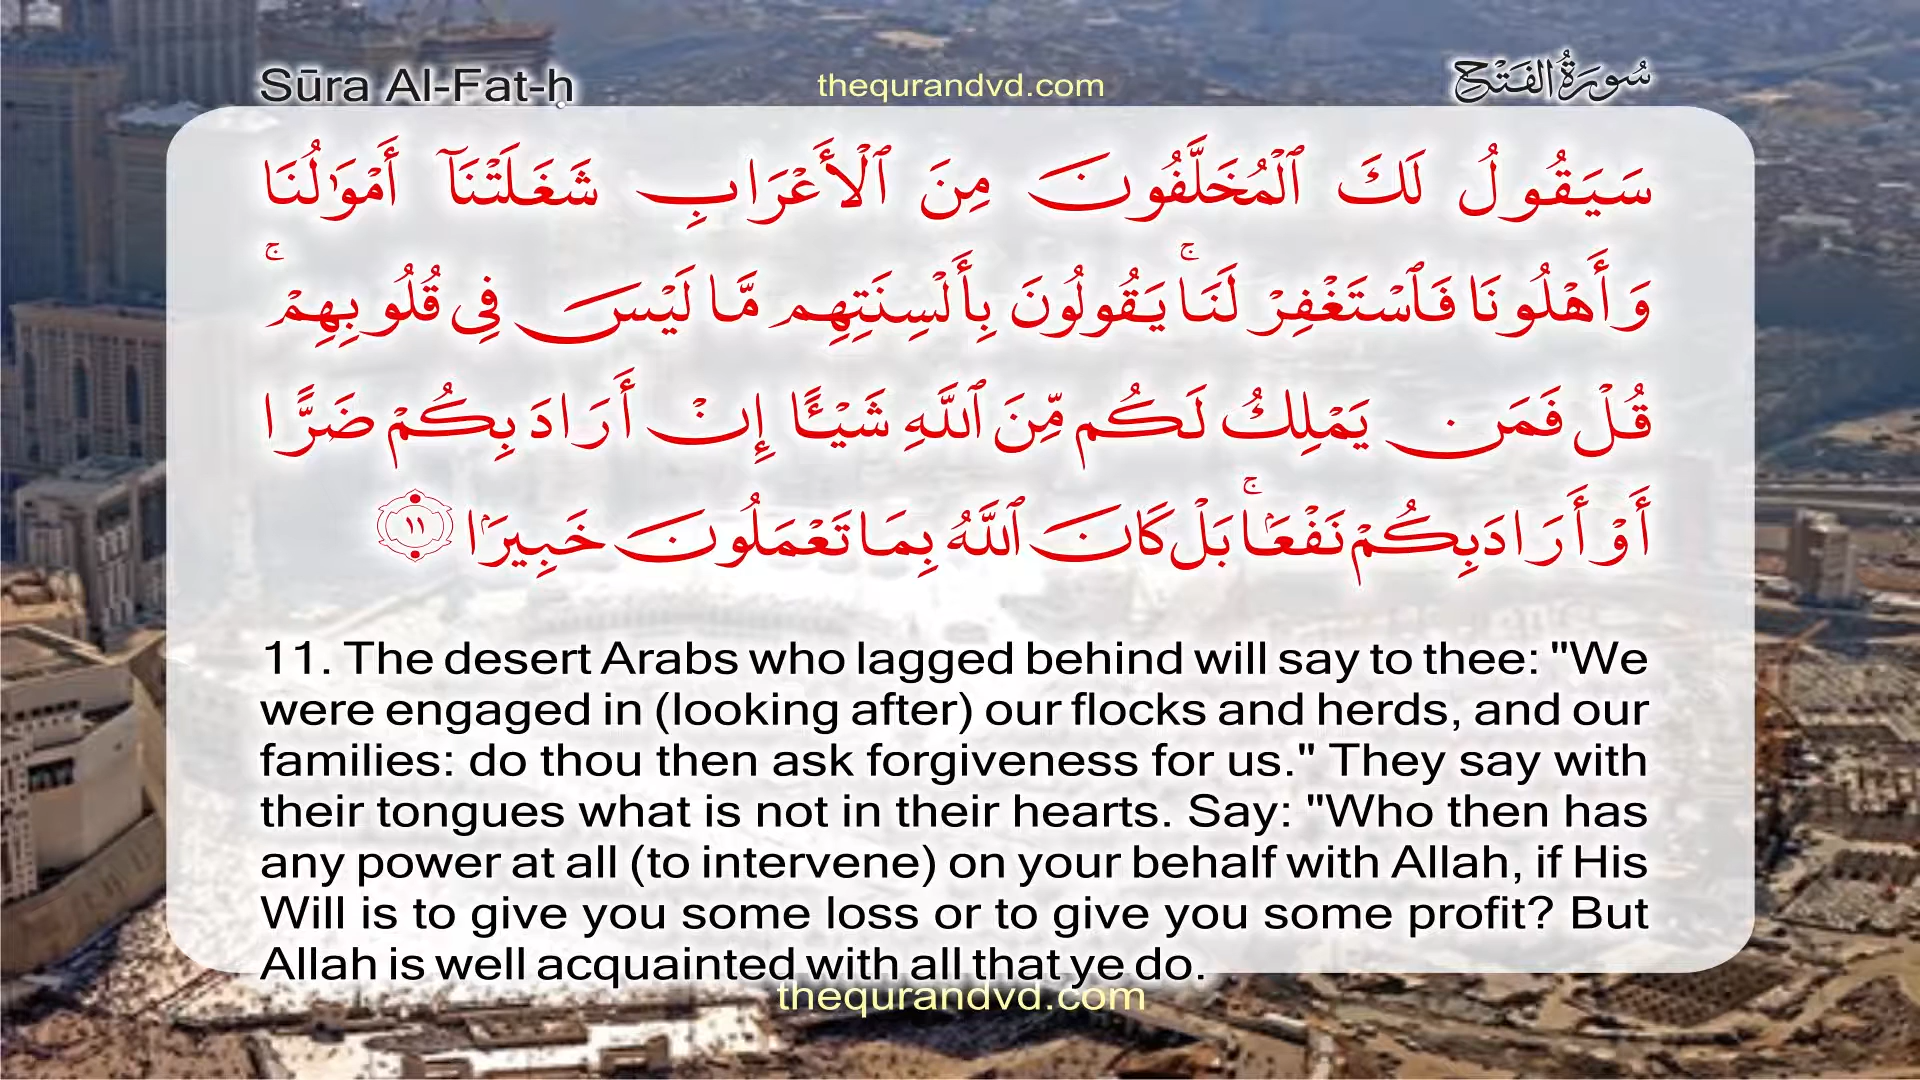 Sūra Al-Fat-ḥ thequrandvd.com سُورَةُ الفَتْح
سَيَقُولُ لَكَ ٱلْمُخَلَّفُونَ مِنَ ٱلْأَعْرَابِ شَغَلَتْنَآ أَمْوَٰلُنَا
وَأَهْلُونَا فَٱسْتَغْفِرْ لَنَا ۚ يَقُولُونَ بِأَلْسِنَتِهِم مَّا لَيْسَ فِى قُلُوبِهِمْ ۚ
قُلْ فَمَن يَمْلِكُ لَكُم مِّنَ ٱللَّهِ شَيْـًٔا إِنْ أَرَادَ بِكُمْ ضَرًّا
أَوْ أَرَادَ بِكُمْ نَفْعًۢا ۚ بَلْ كَانَ ٱللَّهُ بِمَا تَعْمَلُونَ خَبِيرًۢا ١١
11. The desert Arabs who lagged behind will say to thee: "We
were engaged in (looking after) our flocks and herds, and our
families: do thou then ask forgiveness for us." They say with
their tongues what is not in their hearts. Say: "Who then has
any power at all (to intervene) on your behalf with Allah, if His
Will is to give you some loss or to give you some profit? But
Allah is well acquainted with all that ye do.
thequrandvd.com